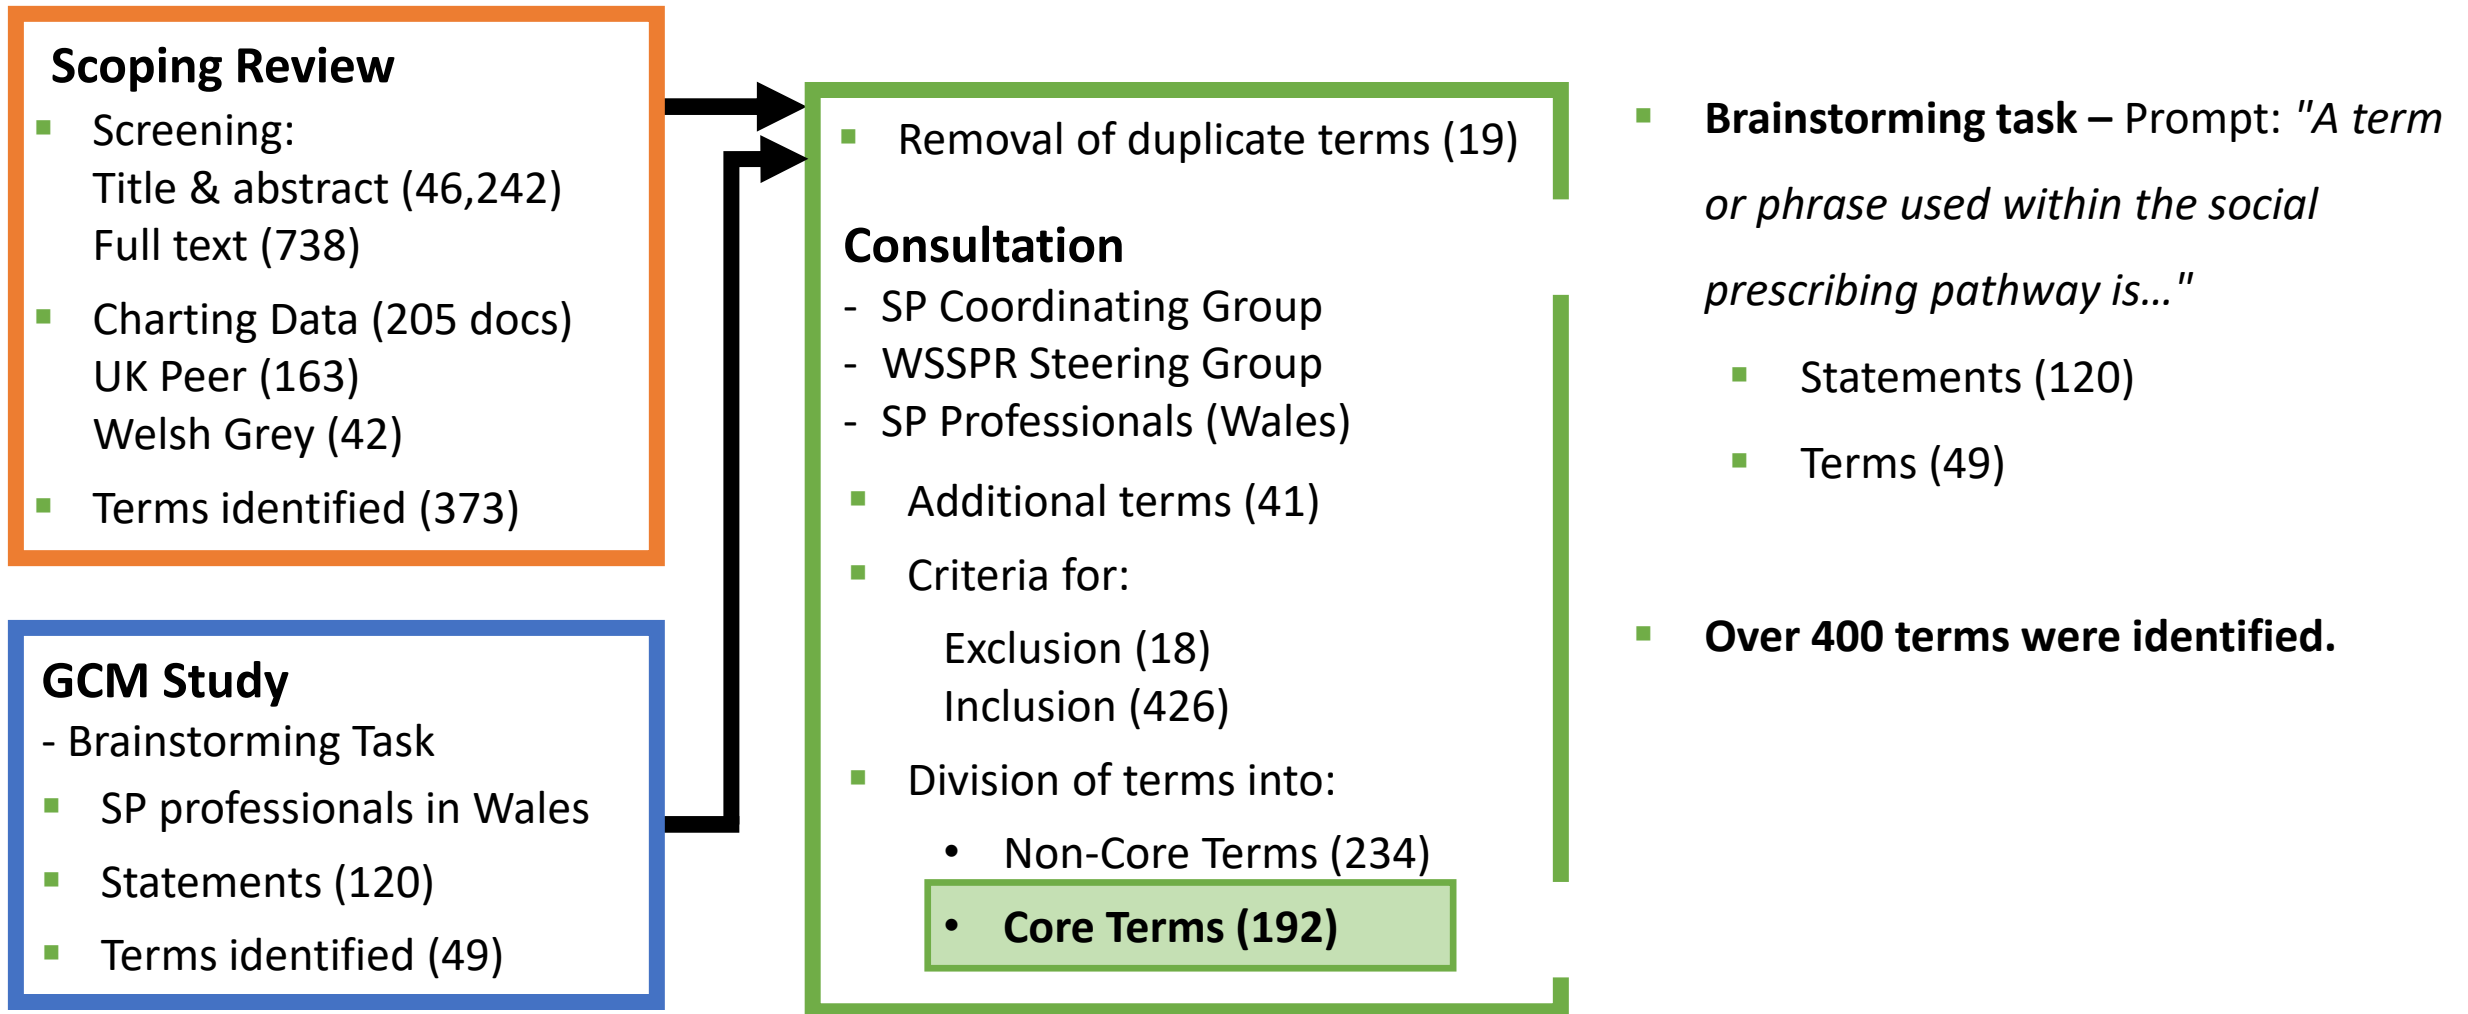 Scoping Review
▪ Screening:
Title & abstract (46,242)
Full text (738)
▪ Charting Data (205 docs)
UK Peer (163)
Welsh Grey (42)
▪ Terms identified (373)
GCM Study
- Brainstorming Task
▪ SP professionals in Wales
▪ Statements (120)
▪ Terms identified (49)
▪ Removal of duplicate terms (19)
Consultation
- SP Coordinating Group
- WSSPR Steering Group
- SP Professionals (Wales)
▪ Additional terms (41)
▪ Criteria for:
Exclusion (18)
Inclusion (426)
▪ Division of terms into:
• Non-Core Terms (234)
• Core Terms (192)
▪ Brainstorming task – Prompt: "A term
or phrase used within the social
prescribing pathway is..."
▪ Statements (120)
▪ Terms (49)
▪ Over 400 terms were identified.